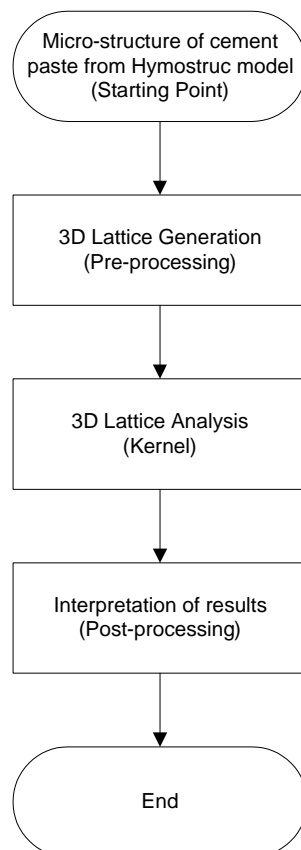 Micro-structure of cement
paste from Hymostruc model
(Starting Point)
3D Lattice Generation
(Pre-processing)
3D Lattice Analysis
(Kernel)
Interpretation of results
(Post-processing)
End